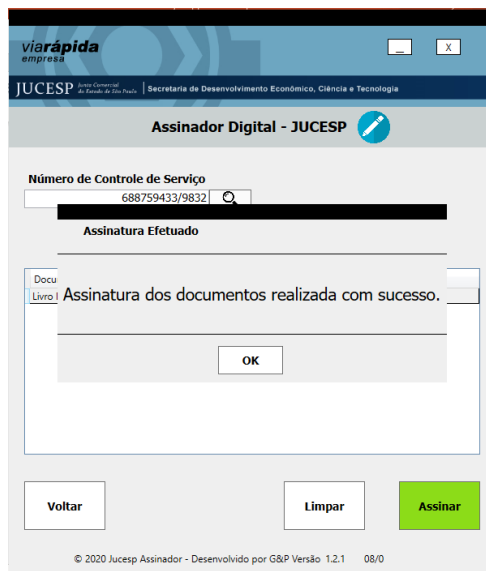 viarápida
empresa
_ X
JUCESP Junta Comercial do Estado de São Paulo Secretaria de Desenvolvimento Econômico, Ciência e Tecnologia
Assinador Digital - JUCESP
Número de Controle de Serviço
688759433/9832
Assinatura Efetuado
Docu
Livro
Assinatura dos documentos realizada com sucesso.
OK
Voltar Limpar Assinar
© 2020 Jucesp Assinador - Desenvolvido por G&P Versão 1.2.1 08/0